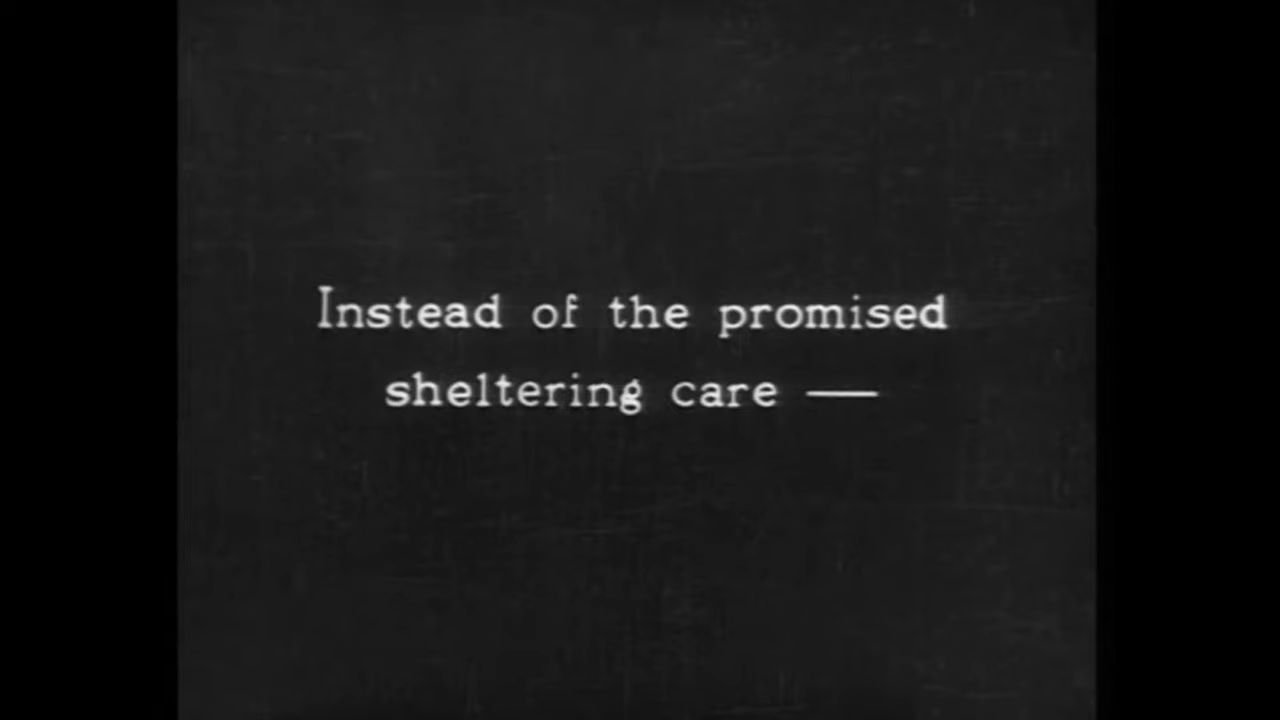 Instead of the promised
sheltering care —